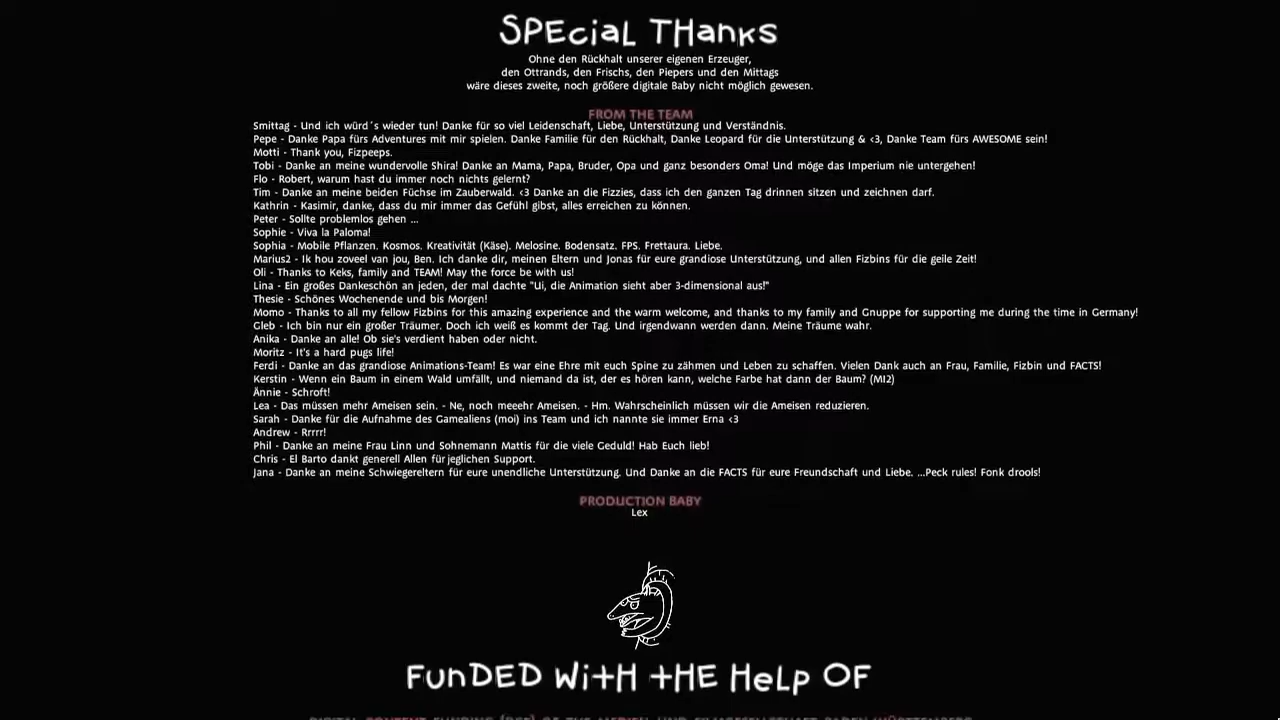 SPECIAL THANKS
Ohne den Rückhalt unserer eigenen Erzeuger,
den Ottrands, den Frischs, den Piepers und den Mittags
wäre dieses zweite, noch größere digitale Baby nicht möglich gewesen.
FROM THE TEAM
Smittag - Und ich würd´s wieder tun! Danke für so viel Leidenschaft, Liebe, Unterstützung und Verständnis.
Pepe - Danke Papa fürs Adventures mit mir spielen. Danke Familie für den Rückhalt, Danke Leopard für die Unterstützung & <3, Danke Team fürs AWESOME sein!
Motti - Thank you, Fizpeeps.
Tobi - Danke an meine wundervolle Shira! Danke an Mama, Papa, Bruder, Opa und ganz besonders Oma! Und möge das Imperium nie untergehen!
Flo - Robert, warum hast du immer noch nichts gelernt?
Tim - Danke an meine beiden Füchse im Zauberwald. <3 Danke an die Fizzies, dass ich den ganzen Tag drinnen sitzen und zeichnen darf.
Kathrin - Kasimir, danke, dass du mir immer das Gefühl gibst, alles erreichen zu können.
Peter - Sollte problemlos gehen ...
Sophie - Viva la Paloma!
Sophia - Mobile Pflanzen. Kosmos. Kreativität (Käse). Melosine. Bodensatz. FPS. Frettaura. Liebe.
Marius2 - Ik hou zoveel van jou, Ben. Ich danke dir, meinen Eltern und Jonas für eure grandiose Unterstützung, und allen Fizbins für die geile Zeit!
Oli - Thanks to Keks, family and TEAM! May the force be with us!
Lina - Ein großes Dankeschön an jeden, der mal dachte "Ui, die Animation sieht aber 3-dimensional aus!"
Thesie - Schönes Wochenende und bis Morgen!
Momo - Thanks to all my fellow Fizbins for this amazing experience and the warm welcome, and thanks to my family and Gnuppe for supporting me during the time in Germany!
Gleb - Ich bin nur ein großer Träumer. Doch ich weiß es kommt der Tag. Und irgendwann werden dann. Meine Träume wahr.
Anika - Danke an alle! Ob sie's verdient haben oder nicht.
Moritz - It's a hard pugs life!
Ferdi - Danke an das grandiose Animations-Team! Es war eine Ehre mit euch Spine zu zähmen und Leben zu schaffen. Vielen Dank auch an Frau, Familie, Fizbin und FACTS!
Kerstin - Wenn ein Baum in einem Wald umfällt, und niemand da ist, der es hören kann, welche Farbe hat dann der Baum? (MI2)
Ännie - Schroft!
Lea - Das müssen mehr Ameisen sein. - Ne, noch meeehr Ameisen. - Hm. Wahrscheinlich müssen wir die Ameisen reduzieren.
Sarah - Danke für die Aufnahme des Gamealiens (moi) ins Team und ich nannte sie immer Erna <3
Andrew - Rrrr!
Phil - Danke an meine Frau Linn und Sohnemann Mattis für die viele Geduld! Hab Euch lieb!
Chris - El Barto dankt generell Allen für jeglichen Support.
Jana - Danke an meine Schwiegereltern für eure unendliche Unterstützung. Und Danke an die FACTS für eure Freundschaft und Liebe. ...Peck rules! Fonk drools!
PRODUCTION BABY
Lex
FUNDED WITH THE HELP OF